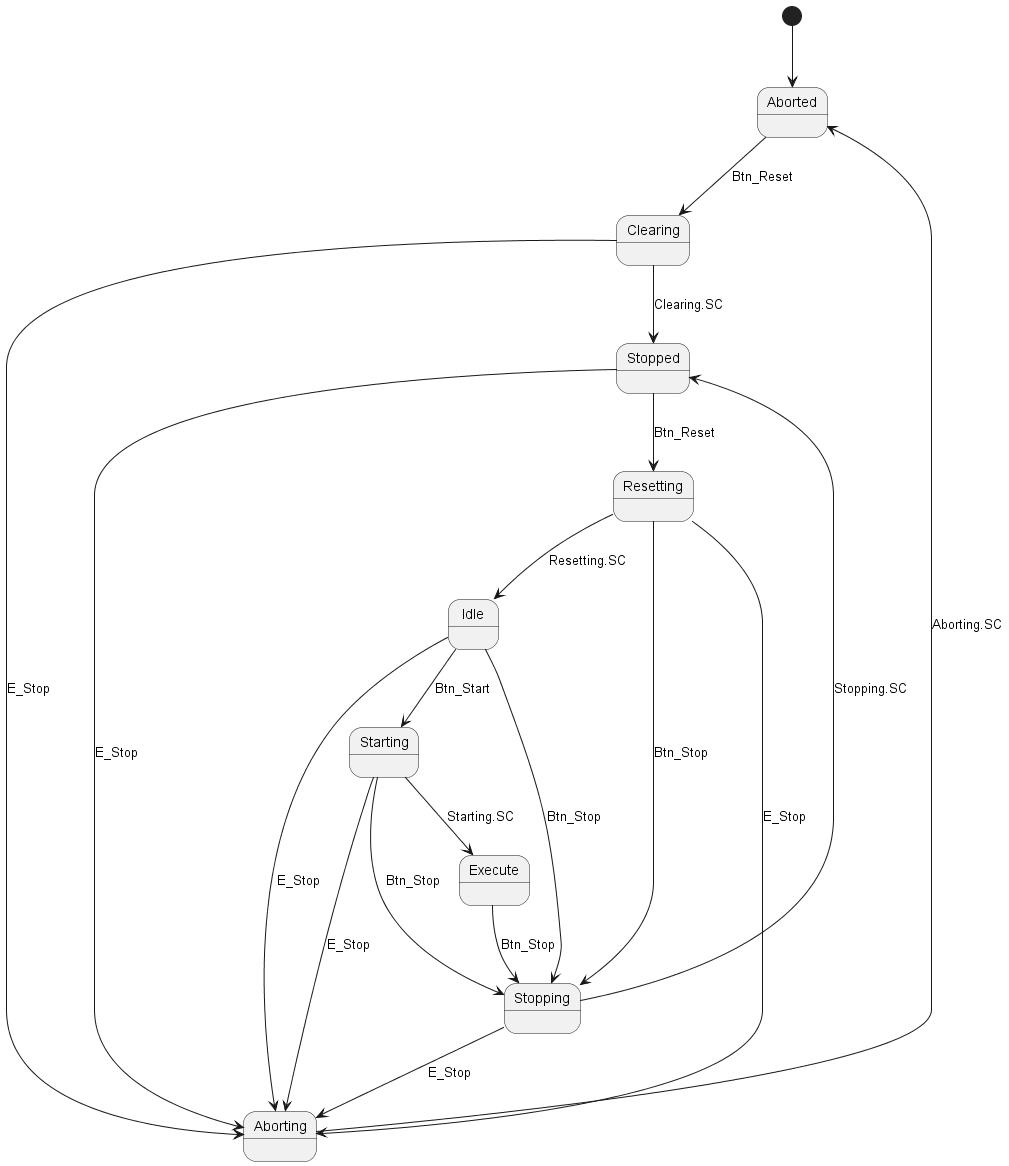 Aborted
Btn_Reset
Clearing
Clearing.SC
Stopped
Btn_Reset
Resetting
Resetting.SC
Idle
Aborting.SC
E_Stop
Btn_Start
Stopping.SC
Starting
E_Stop
Btn_Stop
Starting.SC
Btn_Stop
E_Stop
Execute
E_Stop
Btn_Stop
E_Stop
Btn_Stop
Stopping
E_Stop
Aborting